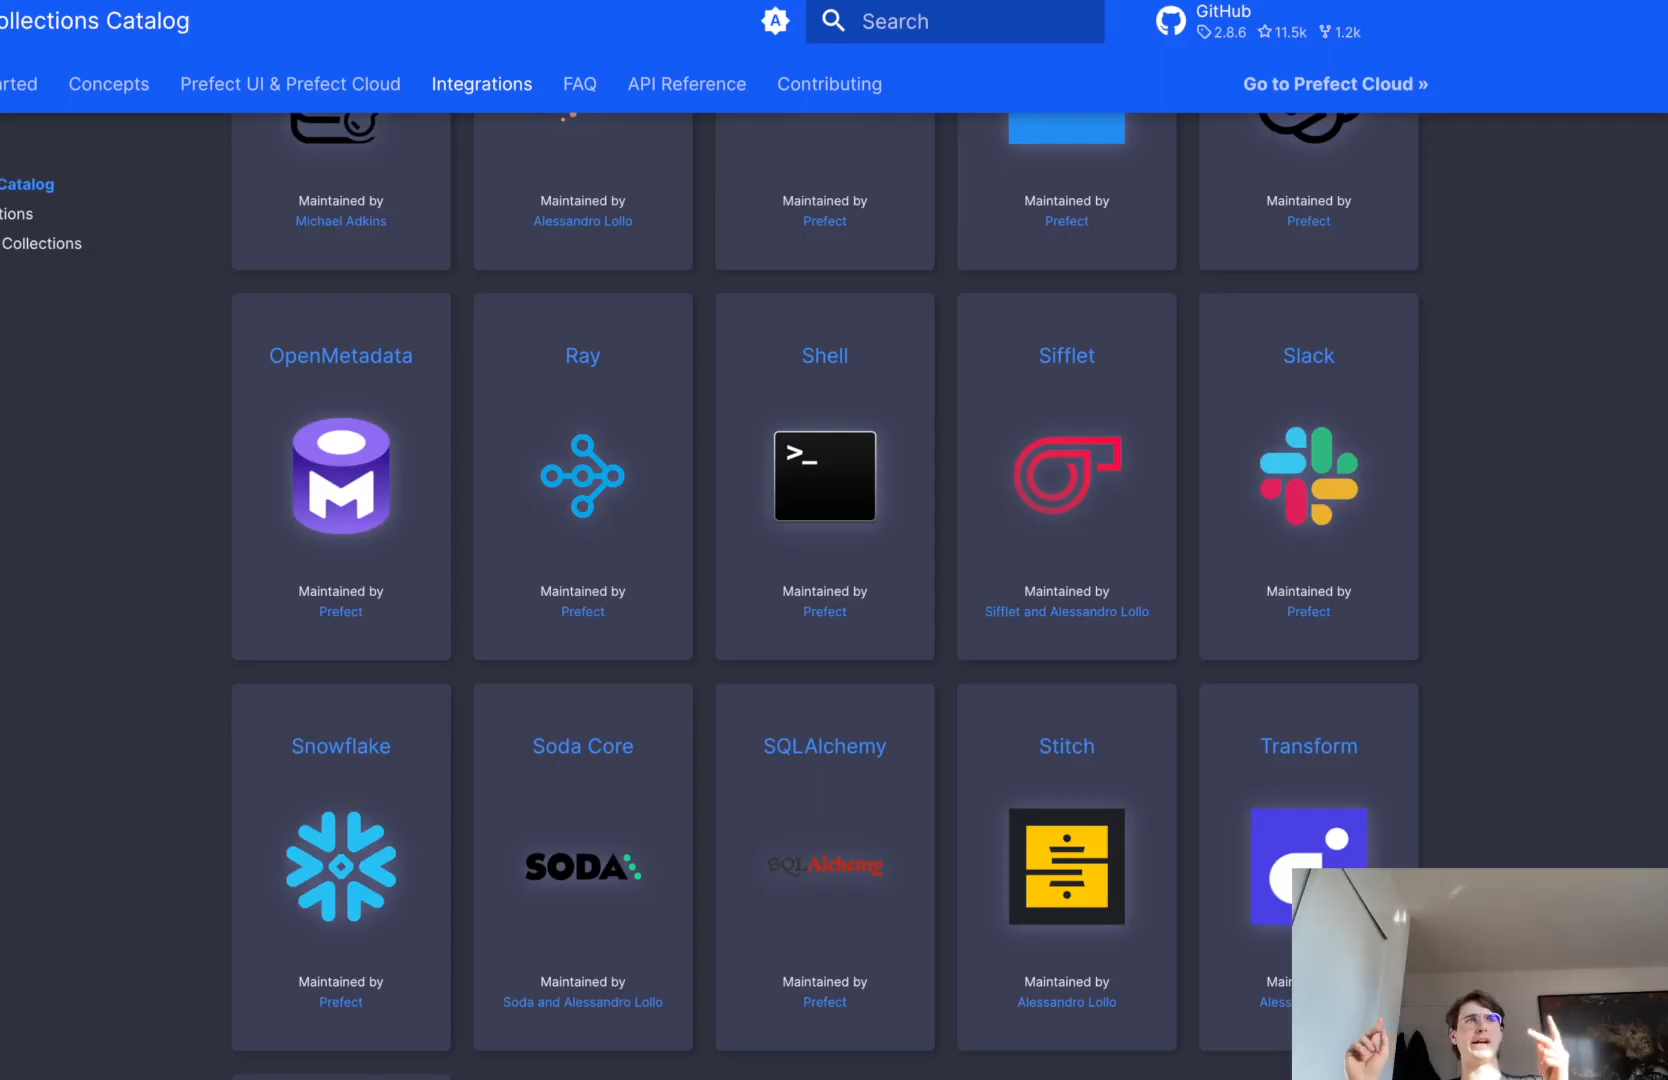 ollections Catalog
Search
GitHub
2.8.6 11.5k 1.2k
arted Concepts Prefect UI & Prefect Cloud Integrations FAQ API Reference Contributing Go to Prefect Cloud »
Catalog
tions
Collections
Maintained by
Michael Adkins
Maintained by
Alessandro Lollo
Maintained by
Prefect
Maintained by
Prefect
Maintained by
Prefect
OpenMetadata
Maintained by
Prefect
Ray
Maintained by
Prefect
Shell
>_
Maintained by
Prefect
Sifflet
Maintained by
Sifflet and Alessandro Lollo
Slack
Maintained by
Prefect
Snowflake
Maintained by
Prefect
Soda Core
SODA
Maintained by
Soda and Alessandro Lollo
SQLAlchemy
SQLAlchemy
Maintained by
Prefect
Stitch
Maintained by
Alessandro Lollo
Transform
Mai
Aless